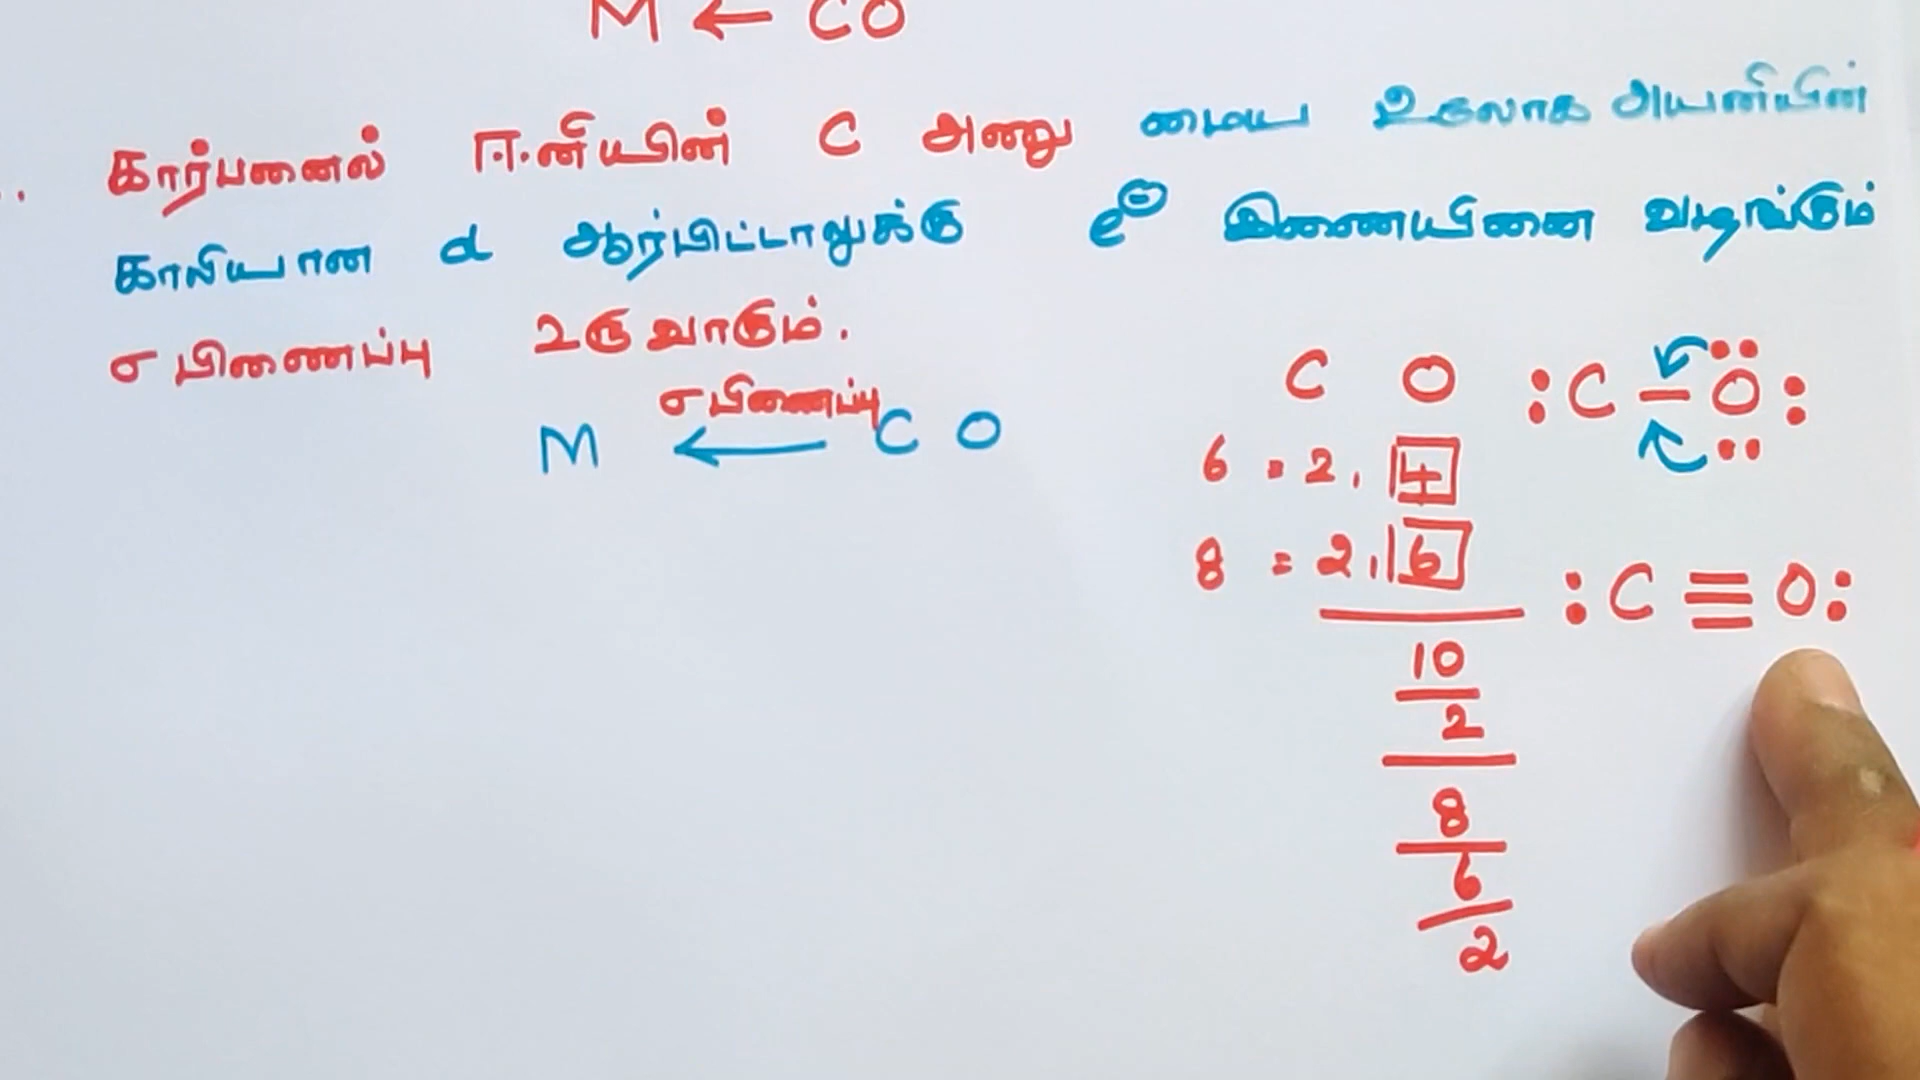 M ← CO
.. கார்பனைல் ஈ.னியின் C அணு மைய உலோக அயனியின்
காலியான d ஆர்பிட்டாலுக்கு e⊖ இணையினை வழங்கும்
σ பிணைப்பு உருவாகும்.
σ பிணைப்பு
M ← C O
C O
6 = 2, 4
8 = 2, 6
10
2
8
6
2
:C — O:
:C ≡ O: